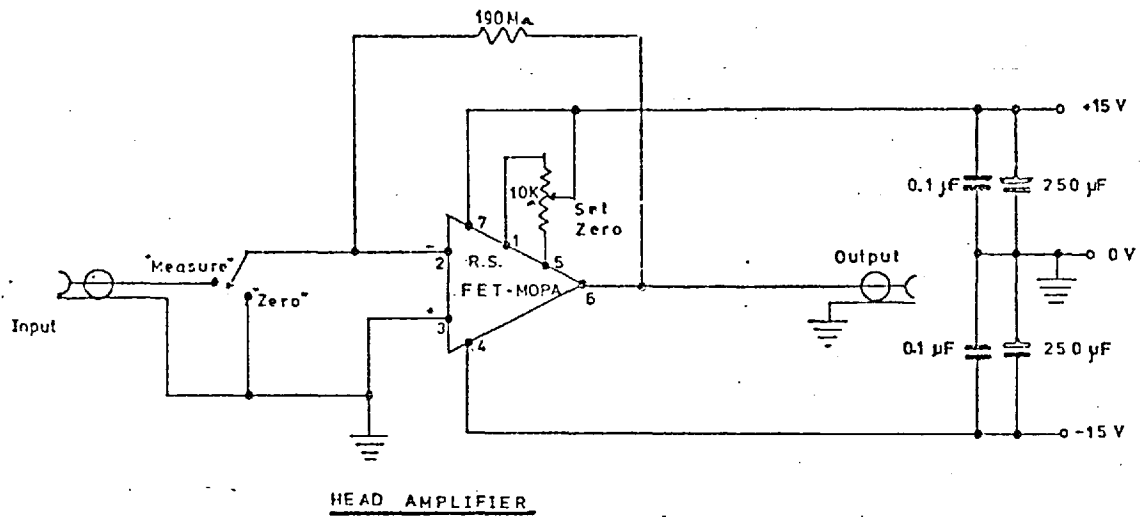 190MΩ
+15 V
0.1 µF
250 µF
10K
Ω
Set
Zero
7
1
5
-
2
R.S.
FET-MOPA
6
+
3
4
"Measure"
"Zero"
Input
Output
0 V
0.1 µF
250 µF
-15 V
HEAD AMPLIFIER